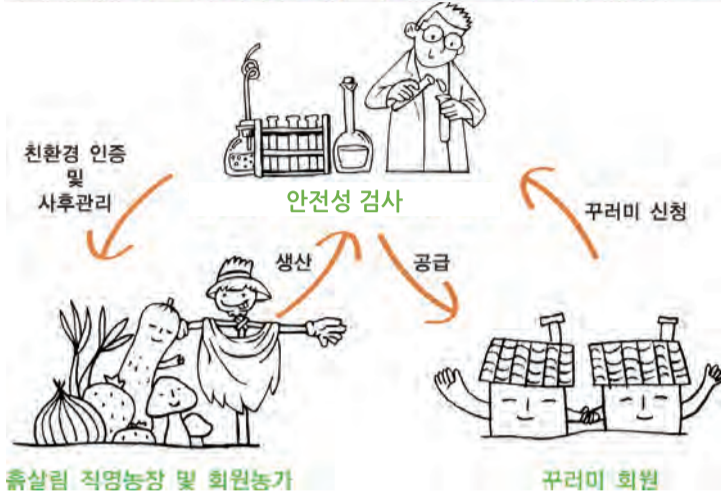 친환경 인증
및
사후관리
안전성 검사
꾸러미 신청
생산
공급
흙살림 직영농장 및 회원농가
꾸러미 회원